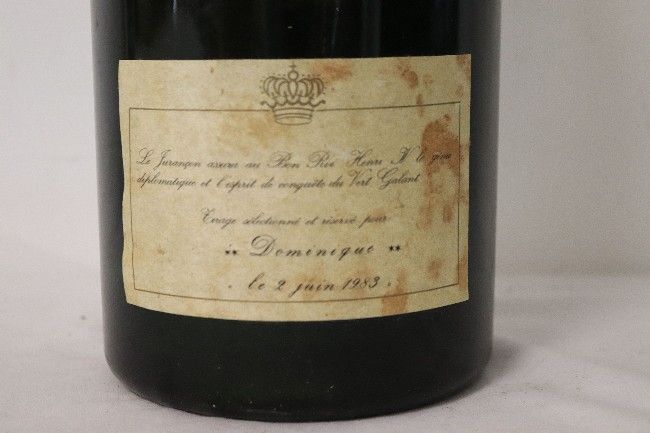 Le Jurançon assura au Bon Roi Henri IV le génie
diplomatique et l'esprit de conquête du Vert Galant
Tirage sélectionné et réservé pour
** Dominique **
- le 2 juin 1983 -